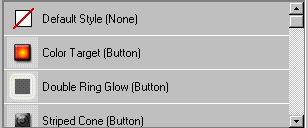 Default Style (None)
Color Target (Button)
Double Ring Glow (Button)
Striped Cone (Button)